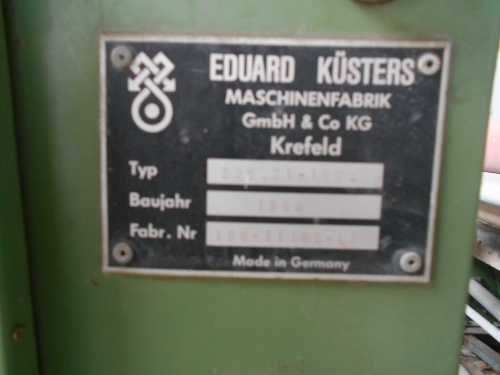 EDUARD KÜSTERS
MASCHINENFABRIK
GmbH & Co KG
Krefeld
Typ
Baujahr
Fabr. Nr
Made in Germany